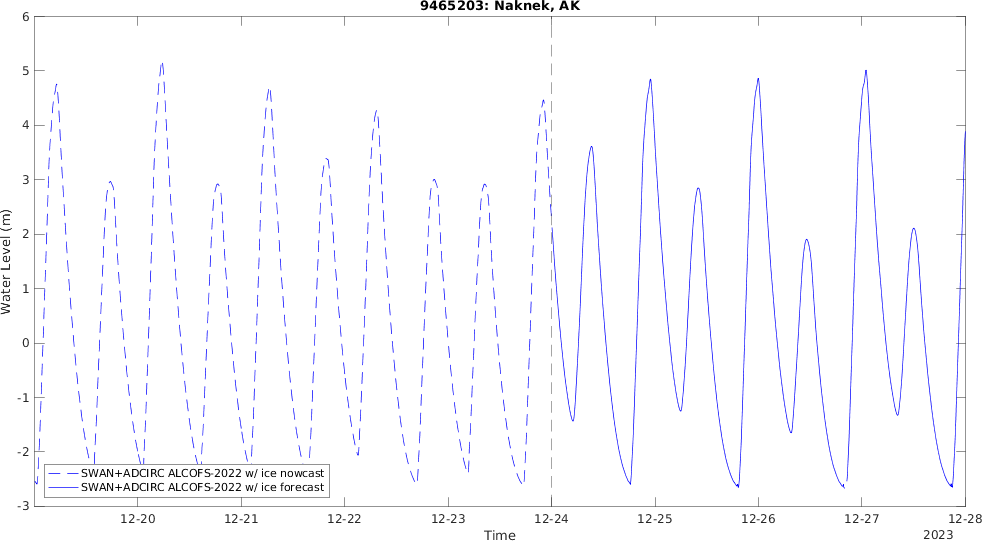 9465203: Naknek, AK
6
5
4
3
2
1
0
-1
-2
-3
Water Level (m)
SWAN+ADCIRC ALCOFS-2022 w/ ice nowcast
SWAN+ADCIRC ALCOFS-2022 w/ ice forecast
12-20 12-21 12-22 12-23 12-24 12-25 12-26 12-27 12-28
Time
2023